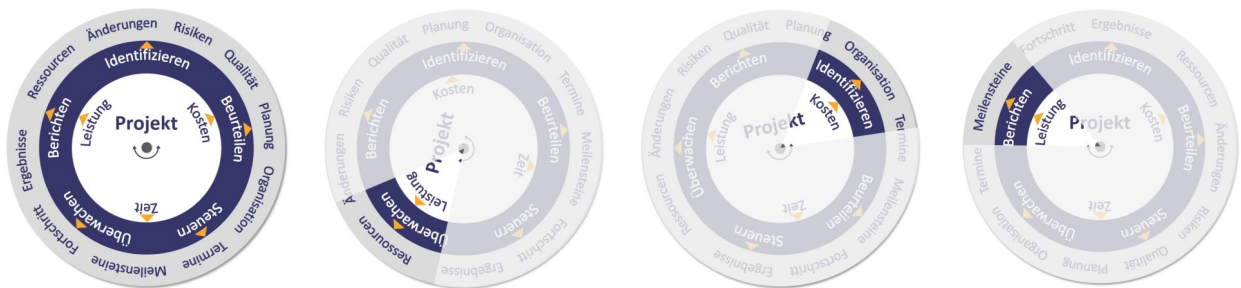 Änderungen
Risiken
Qualität
Planung
Organisation
Termine
Meilensteine
Fortschritt
Ergebnisse
Ressourcen
Identifizieren
Beurteilen
Steuern
Überwachen
Berichten
Leistung
Kosten
Zeit
Projekt
Planung
Organisation
Termine
Meilensteine
Fortschritt
Ergebnisse
Ressourcen
Änderungen
Risiken
Qualität
Identifizieren
Beurteilen
Steuern
Überwachen
Berichten
Kosten
Zeit
Leistung
Projekt
Planung
Organisation
Termine
Meilensteine
Fortschritt
Ergebnisse
Ressourcen
Änderungen
Risiken
Qualität
Berichten
Identifizieren
Beurteilen
Steuern
Überwachen
Kosten
Zeit
Leistung
Projekt
Meilensteine
Fortschritt
Ergebnisse
Ressourcen
Änderungen
Risiken
Qualität
Planung
Organisation
Termine
Berichten
Identifizieren
Beurteilen
Steuern
Überwachen
Leistung
Kosten
Zeit
Projekt